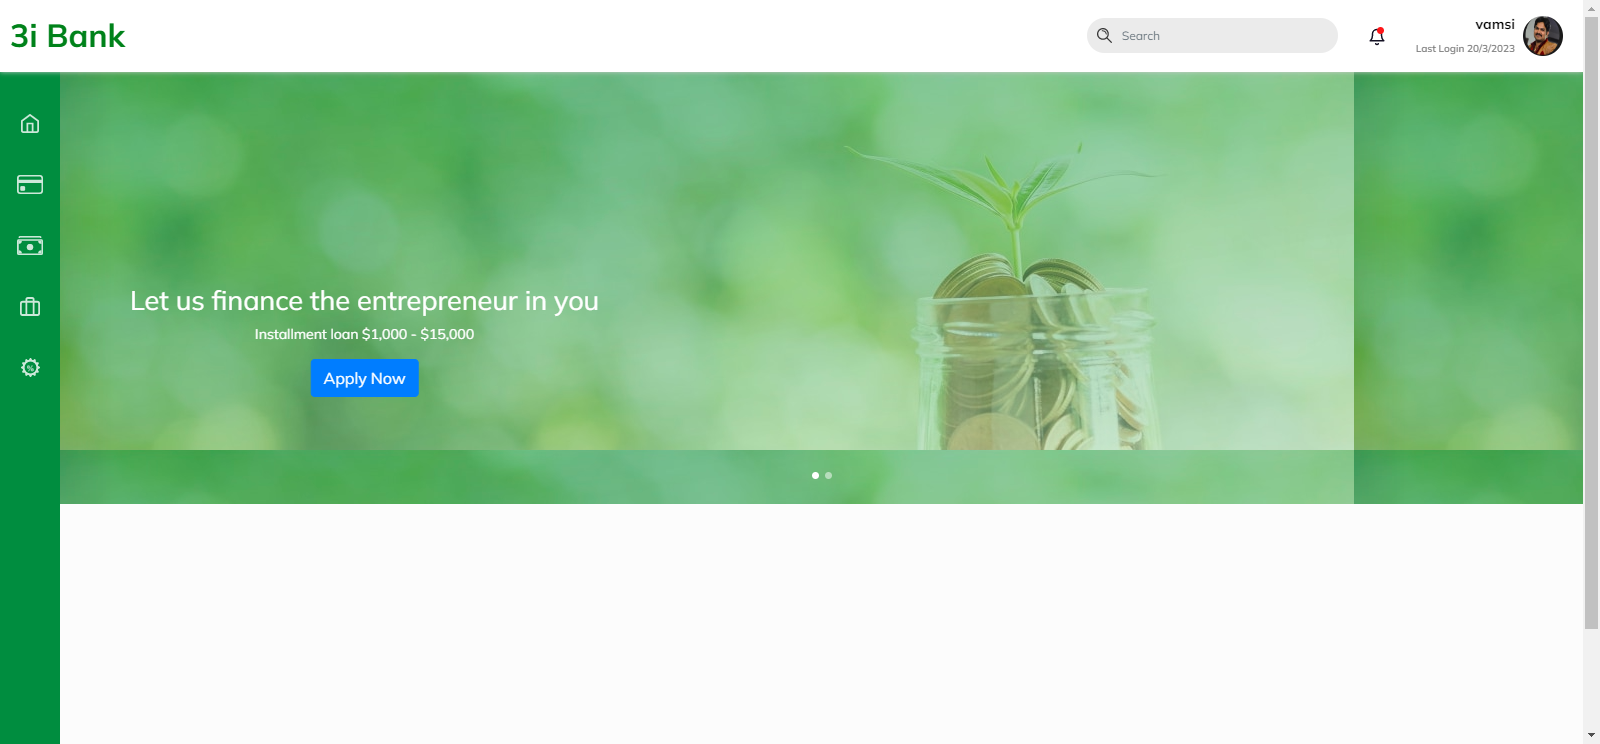 3i Bank
Search
vamsi
Last Login 20/3/2023
Let us finance the entrepreneur in you
Installment loan $1,000 - $15,000
Apply Now